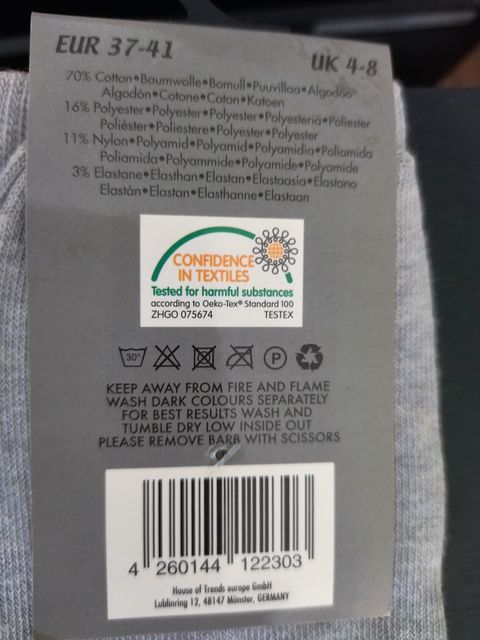 EUR 37-41
UK 4-8
70% Cotton•Baumwolle•Bomull•Puuvillaa•Algodão
Algodón•Cotone•Coton•Katoen
16% Polyester•Polyester•Polyester•Polyesteriä•Poliester
Poliéster•Poliestere•Polyester•Polyester
11% Nylon•Polyamid•Polyamid•Polyamidia•Poliamida
Poliamida•Polyammide•Polyamide•Polyamide
3% Elastane•Elasthan•Elastan•Elastaasia•Elastano
Elastán•Elastan•Elasthanne•Elastaan
CONFIDENCE
IN TEXTILES
Tested for harmful substances
according to Oeko-Tex® Standard 100
ZHGO 075674 TESTEX
30°
P
KEEP AWAY FROM FIRE AND FLAME
WASH DARK COLOURS SEPARATELY
FOR BEST RESULTS WASH AND
TUMBLE DRY LOW INSIDE OUT
PLEASE REMOVE BARB WITH SCISSORS
4 260144 122303
House of Trends europe GmbH
Lublinring 12, 48147 Münster, GERMANY